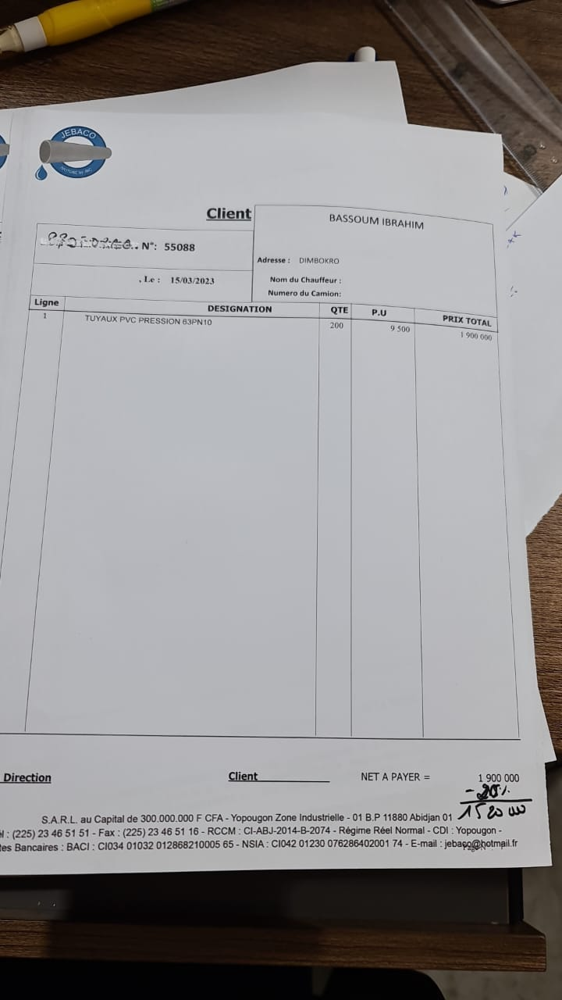 JEBACO
Client
BASSOUM IBRAHIM
N°: 55088
Adresse : DIMBOKRO
, Le : 15/03/2023
Nom du Chauffeur :
Numero du Camion:
Ligne DESIGNATION QTE P.U PRIX TOTAL
1 TUYAUX PVC PRESSION 63PN10 200 9 500 1 900 000
Direction Client NET A PAYER = 1 900 000
- 20%
1520 000
S.A.R.L. au Capital de 300.000.000 F CFA - Yopougon Zone Industrielle - 01 B.P 11880 Abidjan 01
: (225) 23 46 51 51 - Fax : (225) 23 46 51 16 - RCCM : CI-ABJ-2014-B-2074 - Régime Réel Normal - CDI : Yopougon -
tes Bancaires : BACI : CI034 01032 012868210005 65 - NSIA : CI042 01230 076286402001 74 - E-mail : jebaco@hotmail.fr